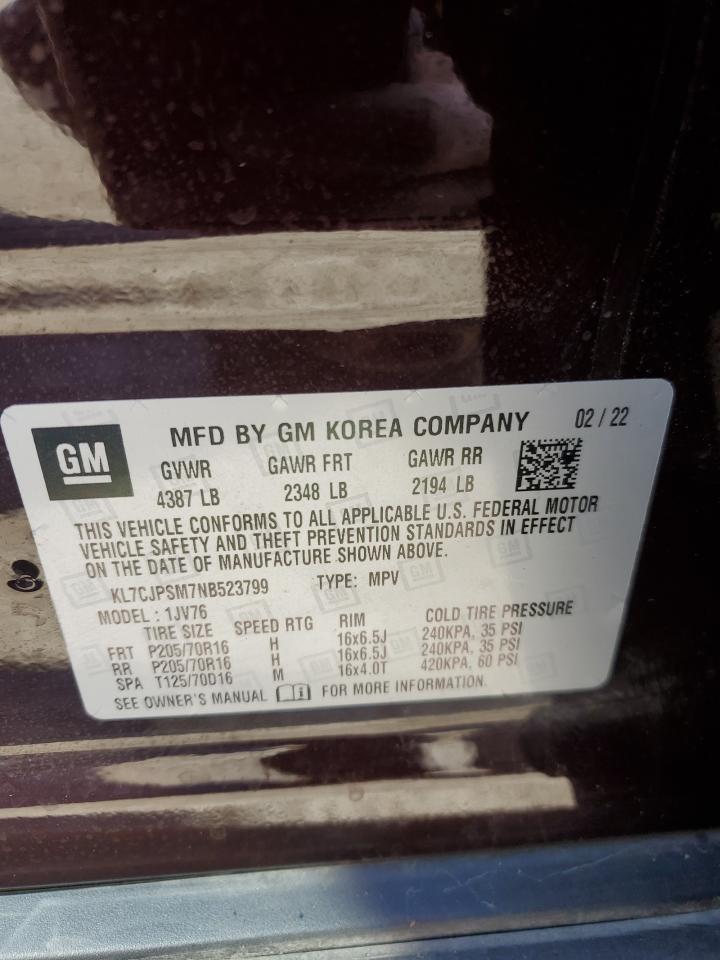 GM
MFD BY GM KOREA COMPANY 02 / 22
GVWR GAWR FRT GAWR RR
4387 LB 2348 LB 2194 LB
THIS VEHICLE CONFORMS TO ALL APPLICABLE U.S. FEDERAL MOTOR
VEHICLE SAFETY AND THEFT PREVENTION STANDARDS IN EFFECT
ON THE DATE OF MANUFACTURE SHOWN ABOVE.
KL7CJPSM7NB523799 TYPE: MPV
MODEL : 1JV76
TIRE SIZE SPEED RTG RIM COLD TIRE PRESSURE
FRT P205/70R16 H 16x6.5J 240KPA, 35 PSI
RR P205/70R16 H 16x6.5J 240KPA, 35 PSI
SPA T125/70D16 M 16x4.0T 420KPA, 60 PSI
SEE OWNER'S MANUAL FOR MORE INFORMATION.